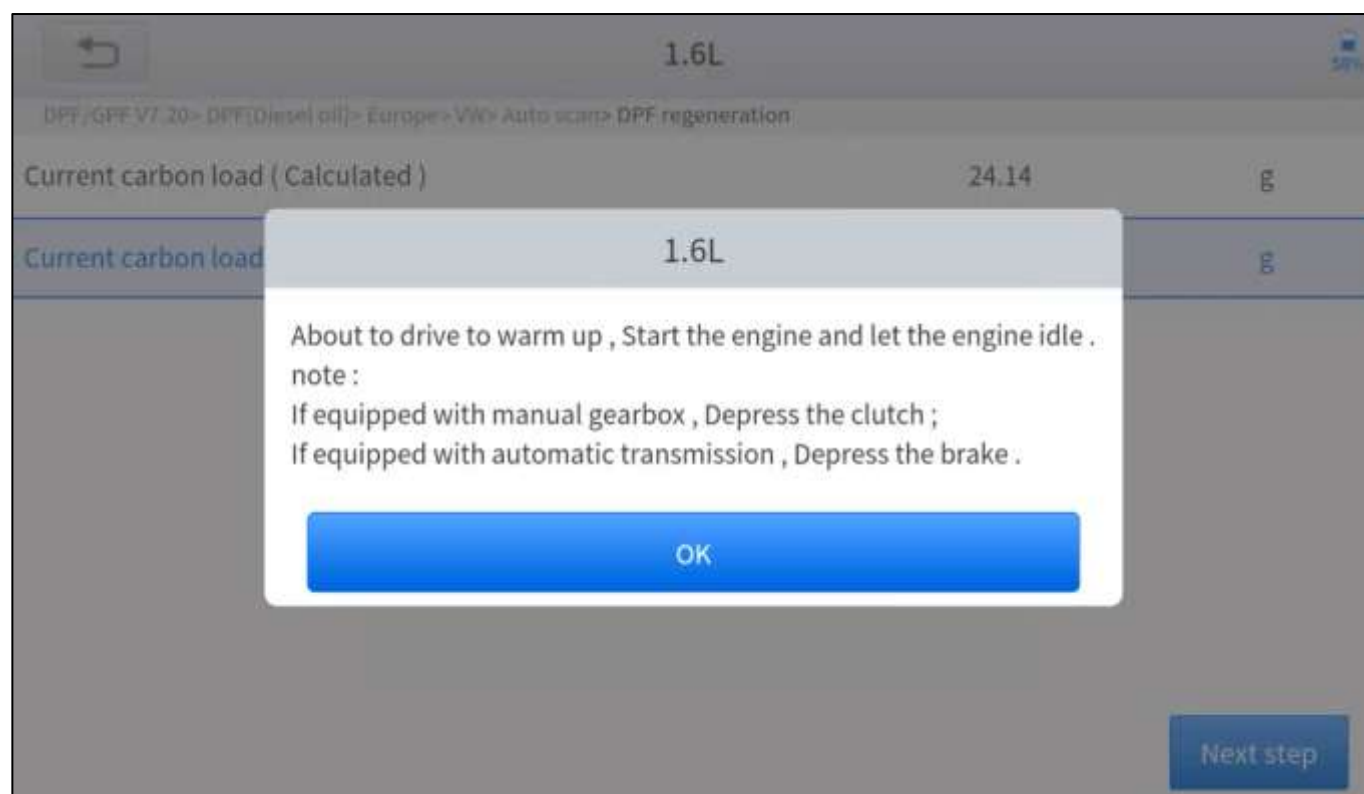 1.6L
58%
DPF/GPF V7.20> DPF(Diesel oil)> Europe> VW> Auto scan> DPF regeneration
Current carbon load ( Calculated ) 24.14 g
Current carbon load g
1.6L
About to drive to warm up , Start the engine and let the engine idle .
note :
If equipped with manual gearbox , Depress the clutch ;
If equipped with automatic transmission , Depress the brake .
OK
Next step